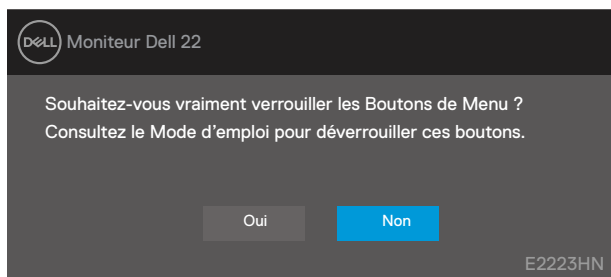 DELL Moniteur Dell 22
Souhaitez-vous vraiment verrouiller les Boutons de Menu ?
Consultez le Mode d’emploi pour déverrouiller ces boutons.
Oui Non
E2223HN